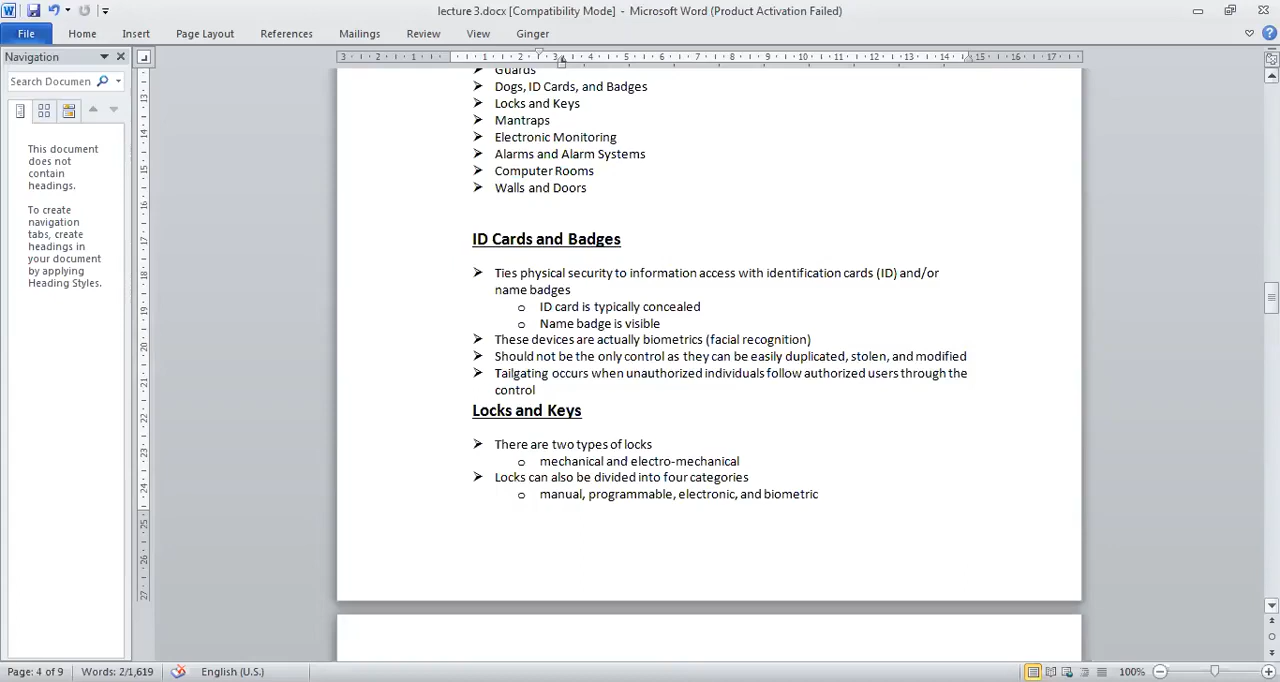 lecture 3.docx [Compatibility Mode] - Microsoft Word (Product Activation Failed)
File Home Insert Page Layout References Mailings Review View Ginger
Navigation
Search Documen
This document
does not
contain
headings.
To create
navigation
tabs, create
headings in
your document
by applying
Heading Styles.
Guards
Dogs, ID Cards, and Badges
Locks and Keys
Mantraps
Electronic Monitoring
Alarms and Alarm Systems
Computer Rooms
Walls and Doors
ID Cards and Badges
Ties physical security to information access with identification cards (ID) and/or
name badges
o ID card is typically concealed
o Name badge is visible
These devices are actually biometrics (facial recognition)
Should not be the only control as they can be easily duplicated, stolen, and modified
Tailgating occurs when unauthorized individuals follow authorized users through the
control
Locks and Keys
There are two types of locks
o mechanical and electro-mechanical
Locks can also be divided into four categories
o manual, programmable, electronic, and biometric
Page: 4 of 9 Words: 2/1,619 English (U.S.) 100%